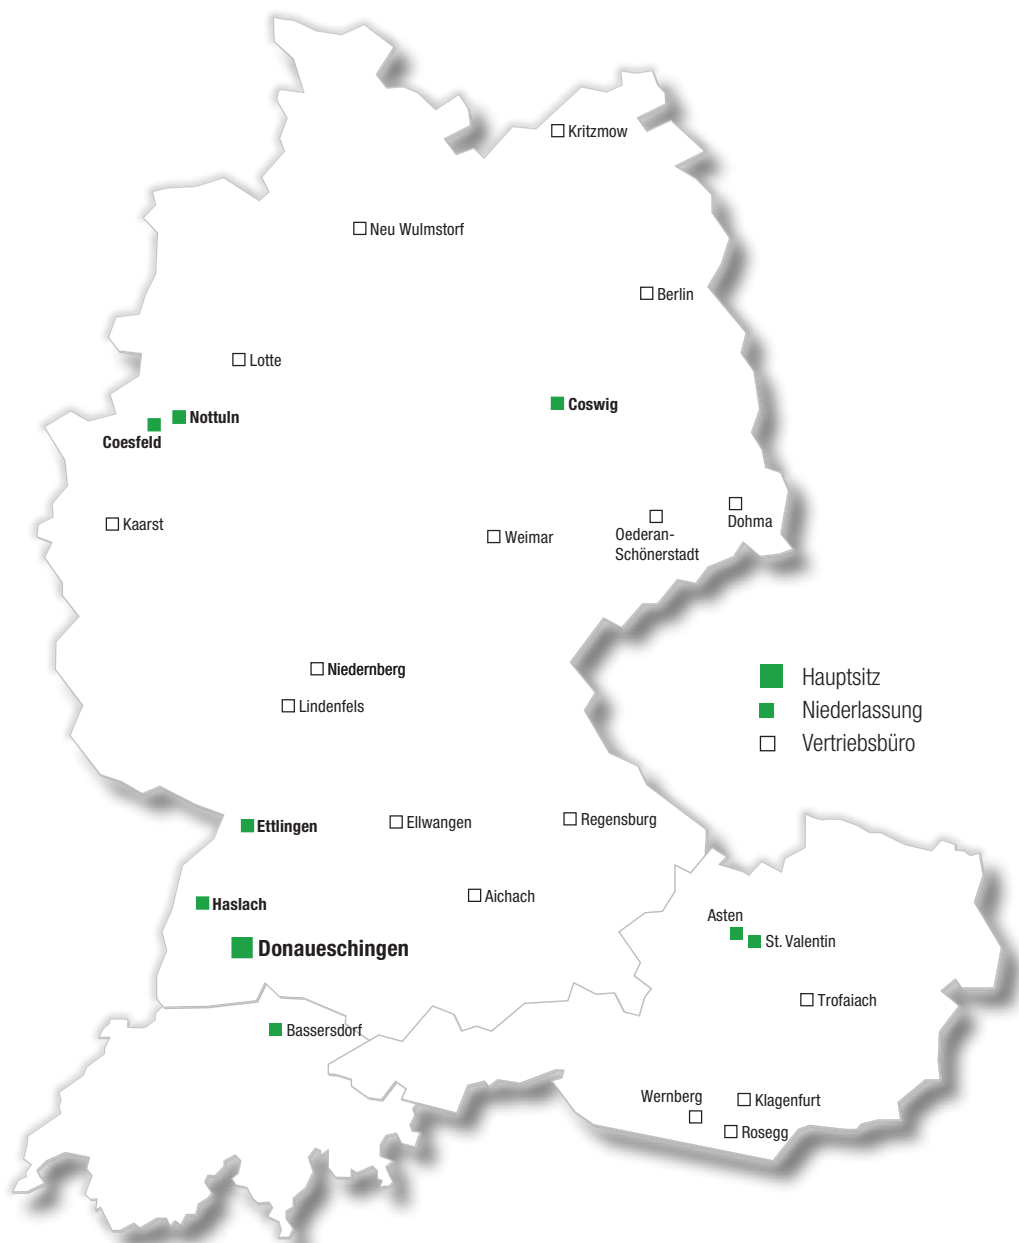 Kritzmow
Neu Wulmstorf
Berlin
Lotte
Coswig
Nottuln
Coesfeld
Kaarst
Dohma
Oederan-
Schönerstadt
Weimar
Niedernberg
Lindenfels
Hauptsitz
Niederlassung
Vertriebsbüro
Ettlingen
Ellwangen
Regensburg
Haslach
Aichach
Asten
St. Valentin
Donaueschingen
Trofaiach
Bassersdorf
Wernberg
Klagenfurt
Rosegg